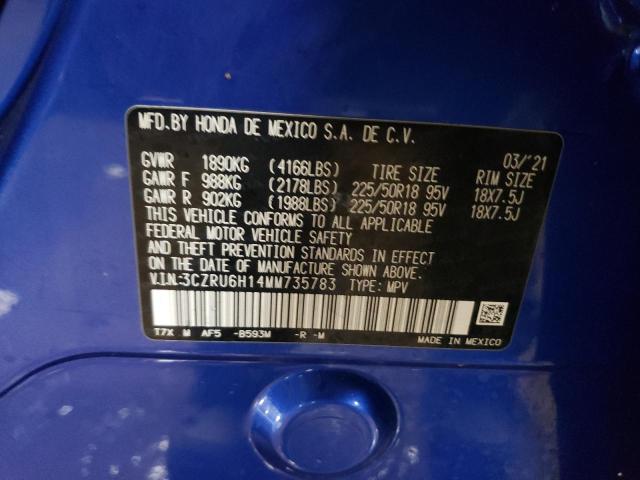 MFD.BY HONDA DE MEXICO S.A. DE C.V.
03/'21
GVWR 1890KG (4166LBS) TIRE SIZE RIM SIZE
GAWR F 988KG (2178LBS) 225/50R18 95V 18X7.5J
GAWR R 902KG (1988LBS) 225/50R18 95V 18X7.5J
THIS VEHICLE CONFORMS TO ALL APPLICABLE
FEDERAL MOTOR VEHICLE SAFETY
AND THEFT PREVENTION STANDARDS IN EFFECT
ON THE DATE OF MANUFACTURE SHOWN ABOVE.
V.I.N:3CZRU6H14MM735783 TYPE: MPV
T7X M AF5 -B593M -R -M
MADE IN MEXICO